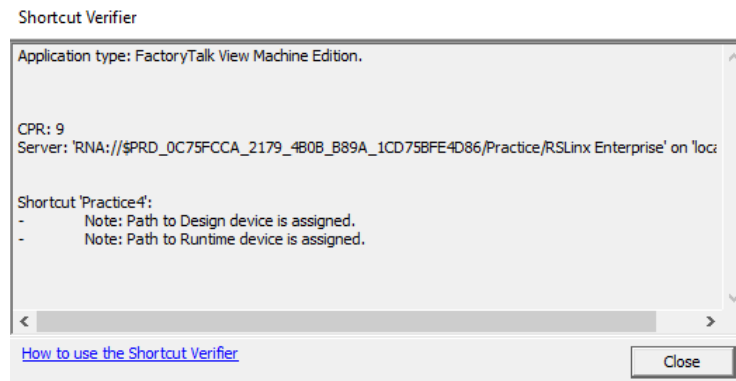 Shortcut Verifier
Application type: FactoryTalk View Machine Edition.
CPR: 9
Server: 'RNA://$PRD_0C75FCCA_2179_4B0B_B89A_1CD75BFE4D86/Practice/RSLinx Enterprise' on 'loca
Shortcut 'Practice4':
- Note: Path to Design device is assigned.
- Note: Path to Runtime device is assigned.
How to use the Shortcut Verifier
Close